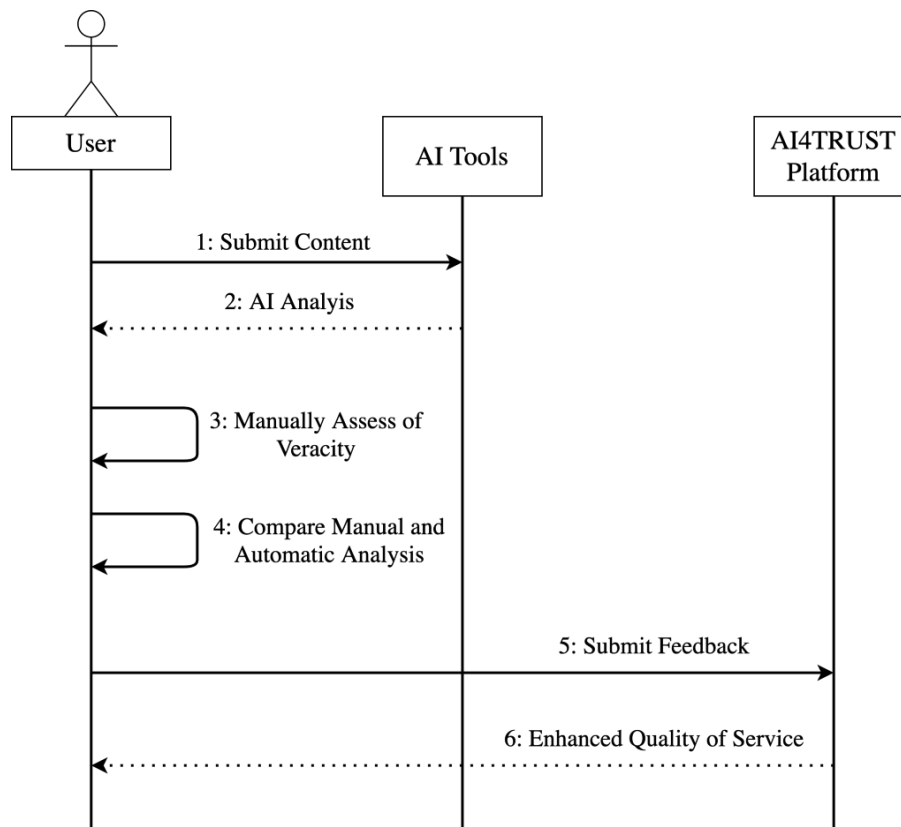 User
AI Tools
AI4TRUST
Platform
1: Submit Content
2: AI Analyis
3: Manually Assess of
Veracity
4: Compare Manual and
Automatic Analysis
5: Submit Feedback
6: Enhanced Quality of Service